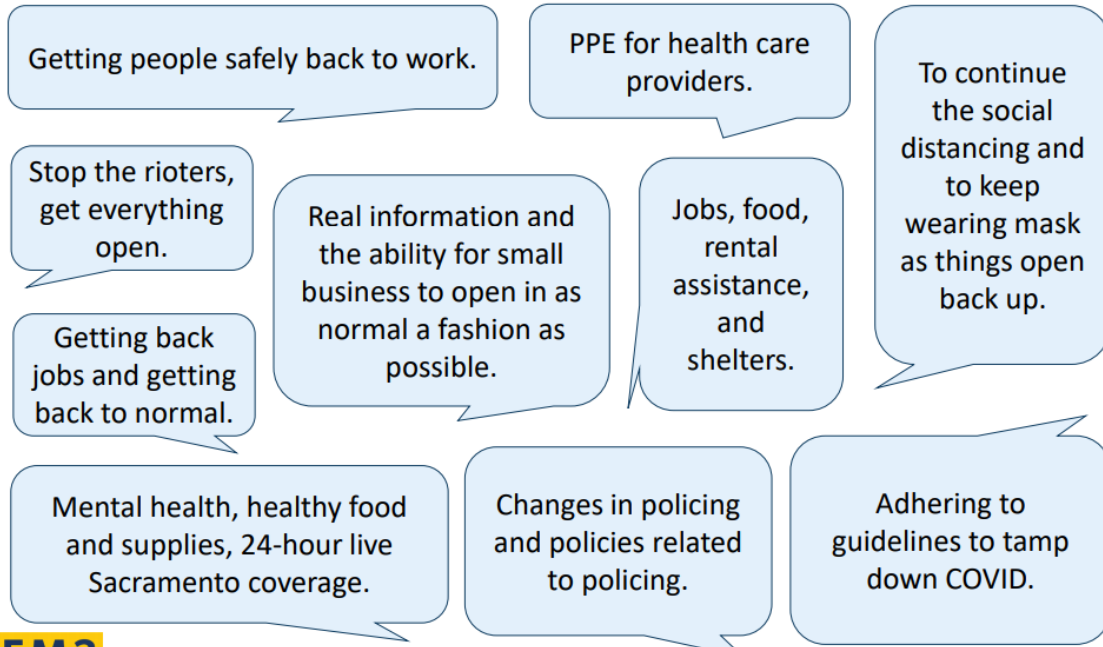 Getting people safely back to work.
PPE for health care
providers.
To continue
the social
distancing and
to keep
wearing mask
as things open
back up.
Stop the rioters,
get everything
open.
Real information and
the ability for small
business to open in as
normal a fashion as
possible.
Jobs, food,
rental
assistance,
and
shelters.
Getting back
jobs and getting
back to normal.
Mental health, healthy food
and supplies, 24-hour live
Sacramento coverage.
Changes in policing
and policies related
to policing.
Adhering to
guidelines to tamp
down COVID.